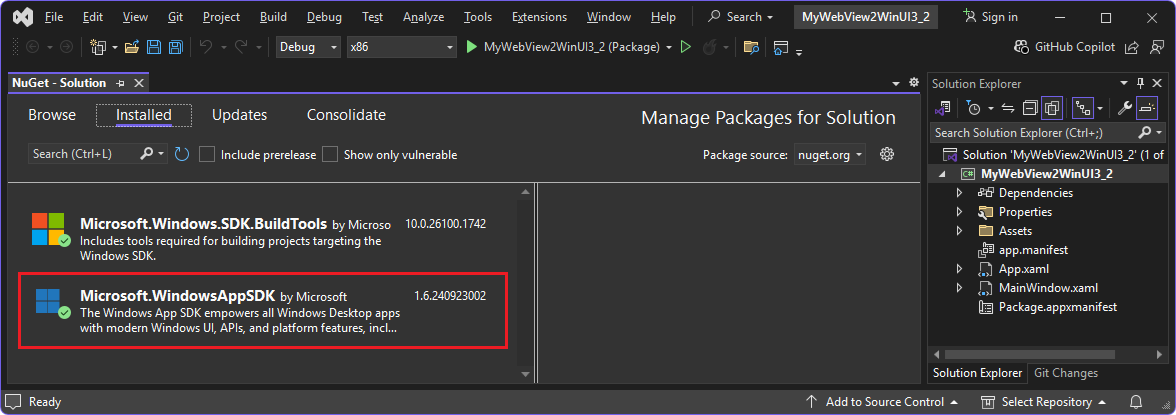 File Edit View Git Project Build Debug Test Analyze Tools Extensions Window Help Search MyWebView2WinUI3_2 Sign in
Debug x86 MyWebView2WinUI3_2 (Package) GitHub Copilot
NuGet - Solution
Browse Installed Updates Consolidate
Manage Packages for Solution
Search (Ctrl+L) Include prerelease Show only vulnerable Package source: nuget.org
Microsoft.Windows.SDK.BuildTools by Microso 10.0.26100.1742
Includes tools required for building projects targeting the
Windows SDK.
Microsoft.WindowsAppSDK by Microsoft 1.6.240923002
The Windows App SDK empowers all Windows Desktop apps
with modern Windows UI, APIs, and platform features, incl...
Solution Explorer
Search Solution Explorer (Ctrl+;)
Solution 'MyWebView2WinUI3_2' (1 of
C# MyWebView2WinUI3_2
Dependencies
Properties
Assets
app.manifest
App.xaml
MainWindow.xaml
Package.appxmanifest
Solution Explorer Git Changes
Ready Add to Source Control Select Repository